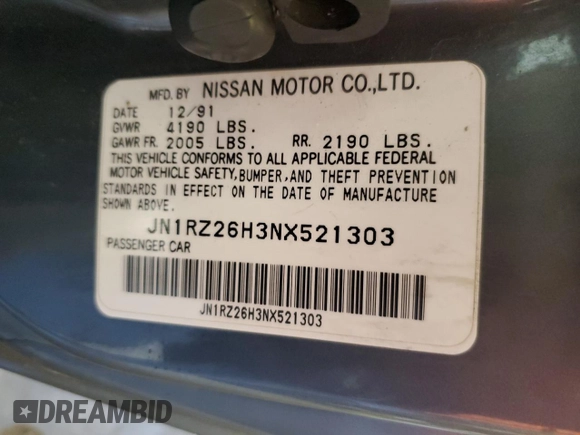 MFD. BY NISSAN MOTOR CO.,LTD.
DATE 12/91
GVWR 4190 LBS.
GAWR FR. 2005 LBS. RR. 2190 LBS.
THIS VEHICLE CONFORMS TO ALL APPLICABLE FEDERAL
MOTOR VEHICLE SAFETY,BUMPER,AND THEFT PREVENTION
STANDARDS IN EFFECT ON THE DATE OF MANUFACTURE
SHOWN ABOVE.
JN1RZ26H3NX521303
PASSENGER CAR
JN1RZ26H3NX521303
DREAMBID